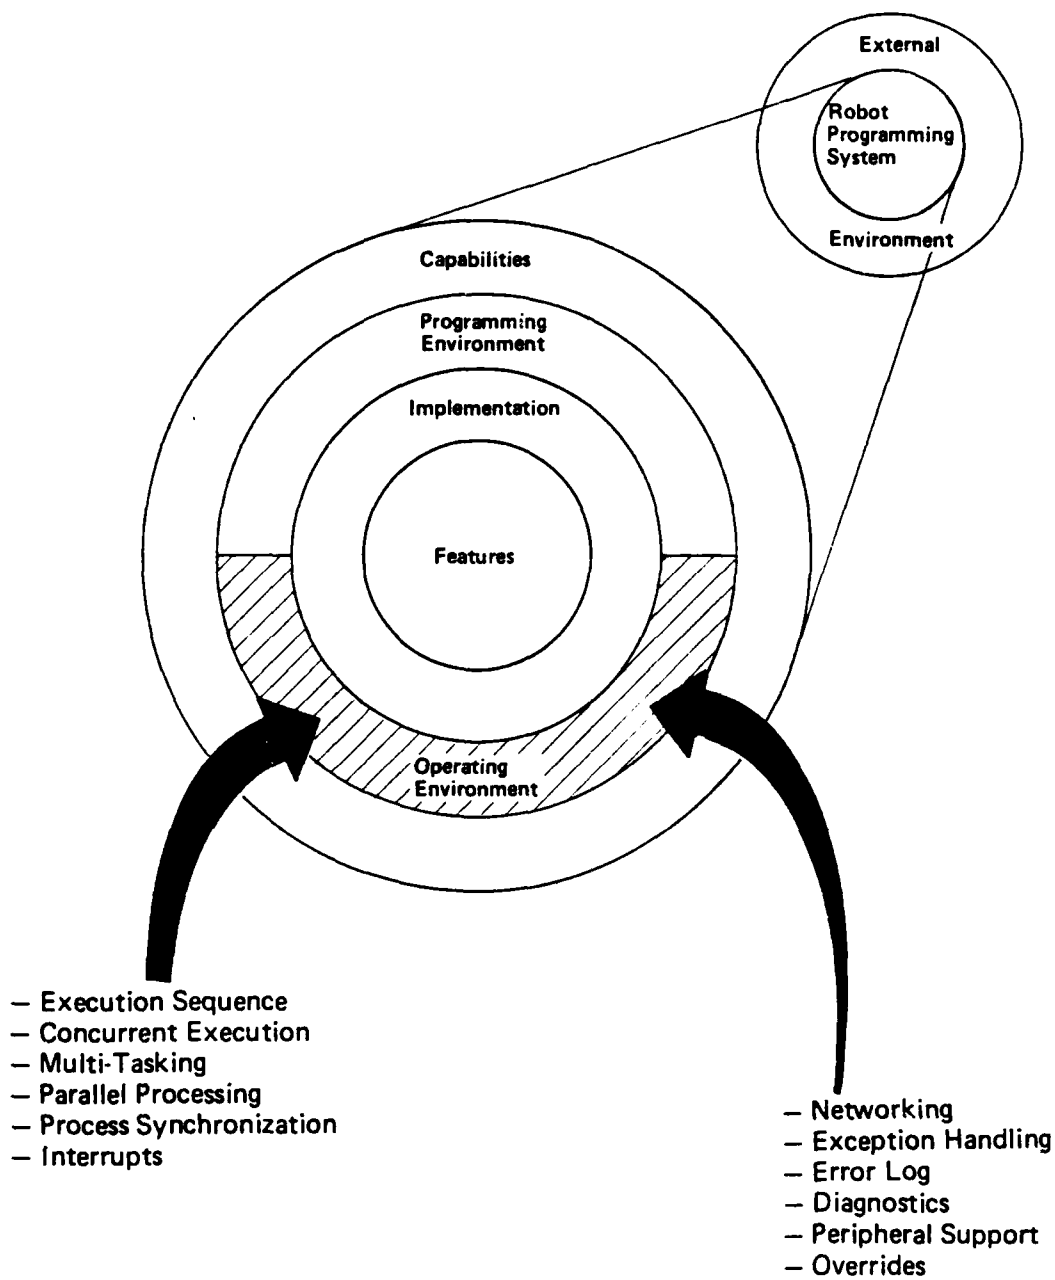 External
Robot
Programming
System
Environment
Capabilities
Programming
Environment
Implementation
Features
Operating
Environment
— Execution Sequence
— Concurrent Execution
— Multi-Tasking
— Parallel Processing
— Process Synchronization
— Interrupts
— Networking
— Exception Handling
— Error Log
— Diagnostics
— Peripheral Support
— Overrides